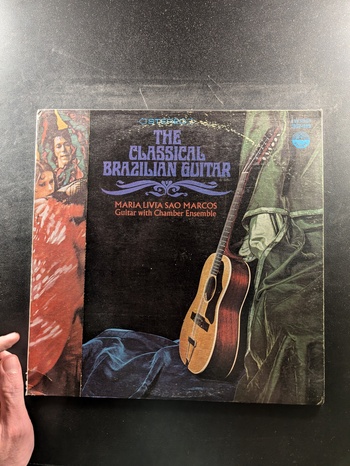 STEREO
THE
CLASSICAL
BRAZILIAN GUITAR
MARIA LIVIA SAO MARCOS
Guitar with Chamber Ensemble